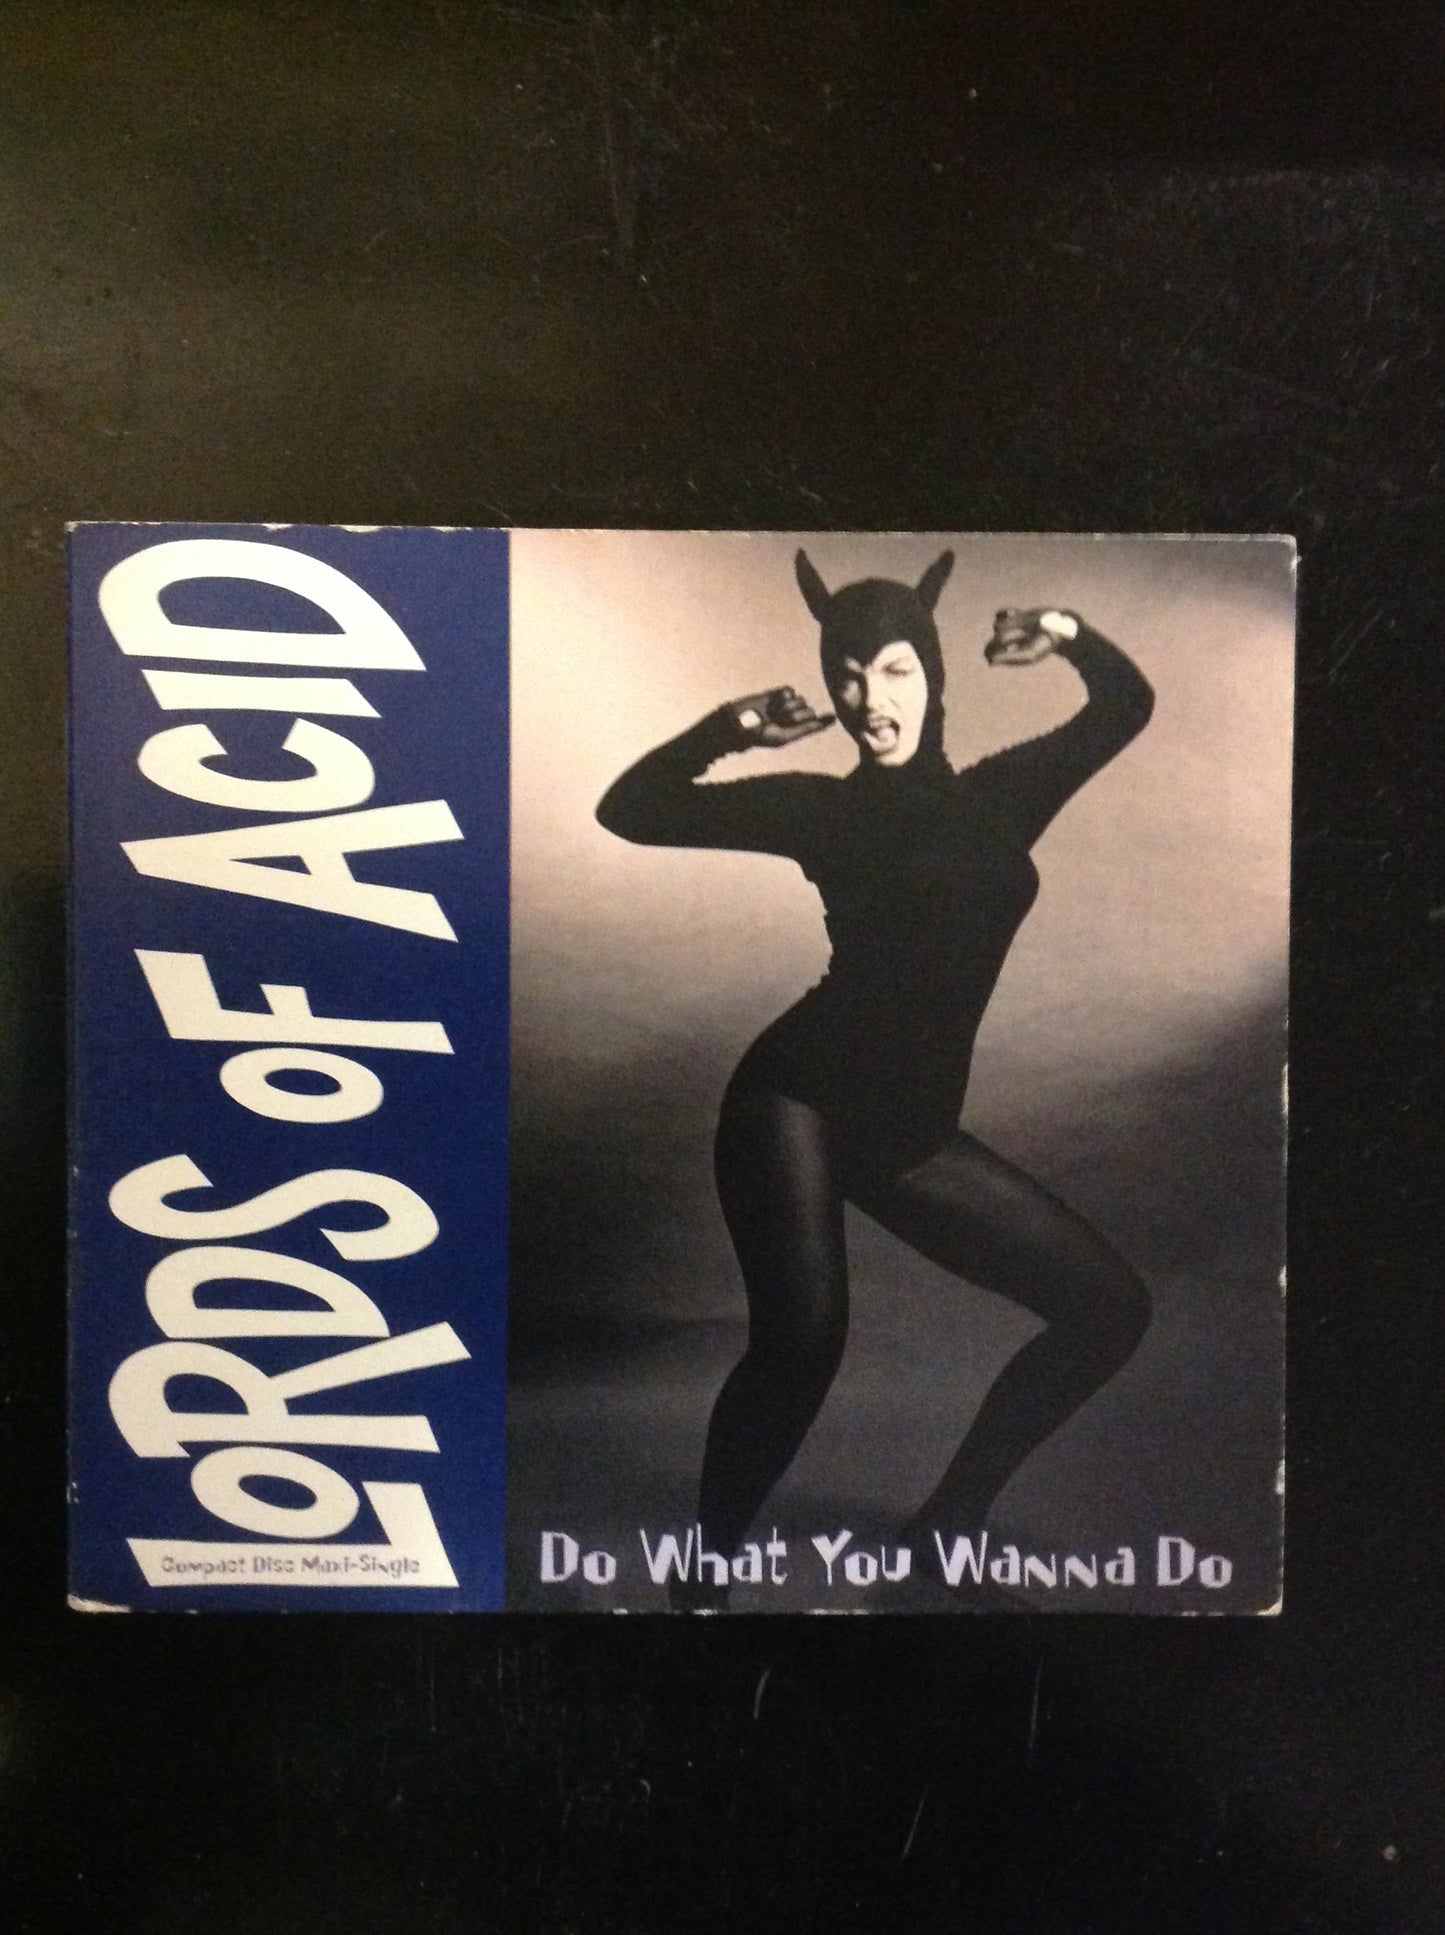 LoRDS oF ACID
Compact Disc Maxi-Single
Do What You Wanna Do